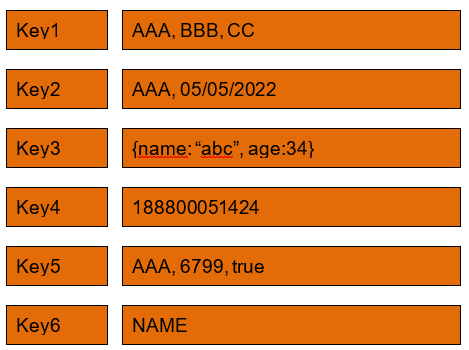 Key1 AAA, BBB, CC
Key2 AAA, 05/05/2022
Key3 {name: “abc”, age:34}
Key4 188800051424
Key5 AAA, 6799, true
Key6 NAME